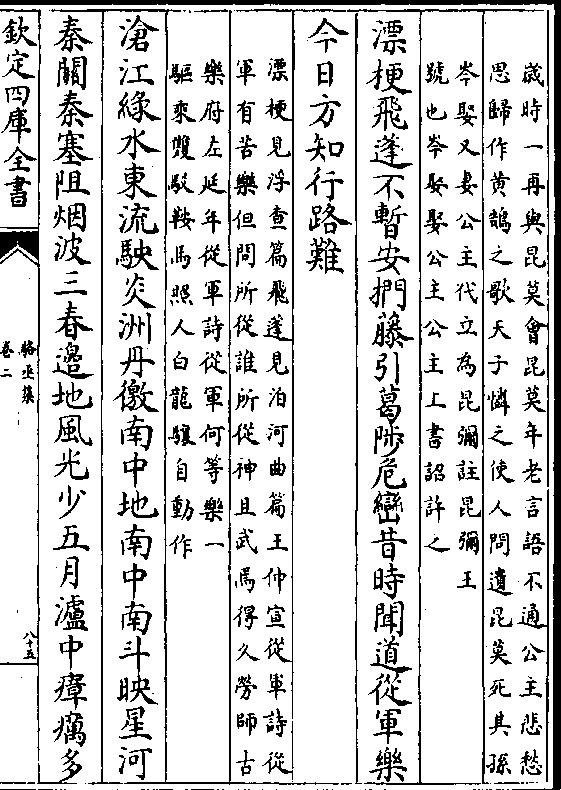 歳時一再與昆莫會昆莫年老言語不通公主悲愁
思歸作黄鵠之歌天子憐之使人問遺昆莫死其孫
岑娶又妻公主代立為昆彌註昆彌王
號也岑娶娶公主公主上書詔許之
漂梗飛蓬不暫安捫藤引葛陟危巒昔時聞道從軍樂
今日方知行路難
漂梗見浮查篇飛蓬見泊河曲篇王仲宣從軍詩從
軍有苦樂但問所從誰所從神且武焉得久勞師古
樂府左延年從軍詩從軍何等樂一
驅乘雙駁鞍馬照人白龍驤自動作
滄江緑水東流駛炎洲丹徼南中地南中南斗映星河
秦關秦塞阻烟波三春邊地風光少五月瀘中瘴癘多
欽定四庫全書
駱丞集
卷二
八十五